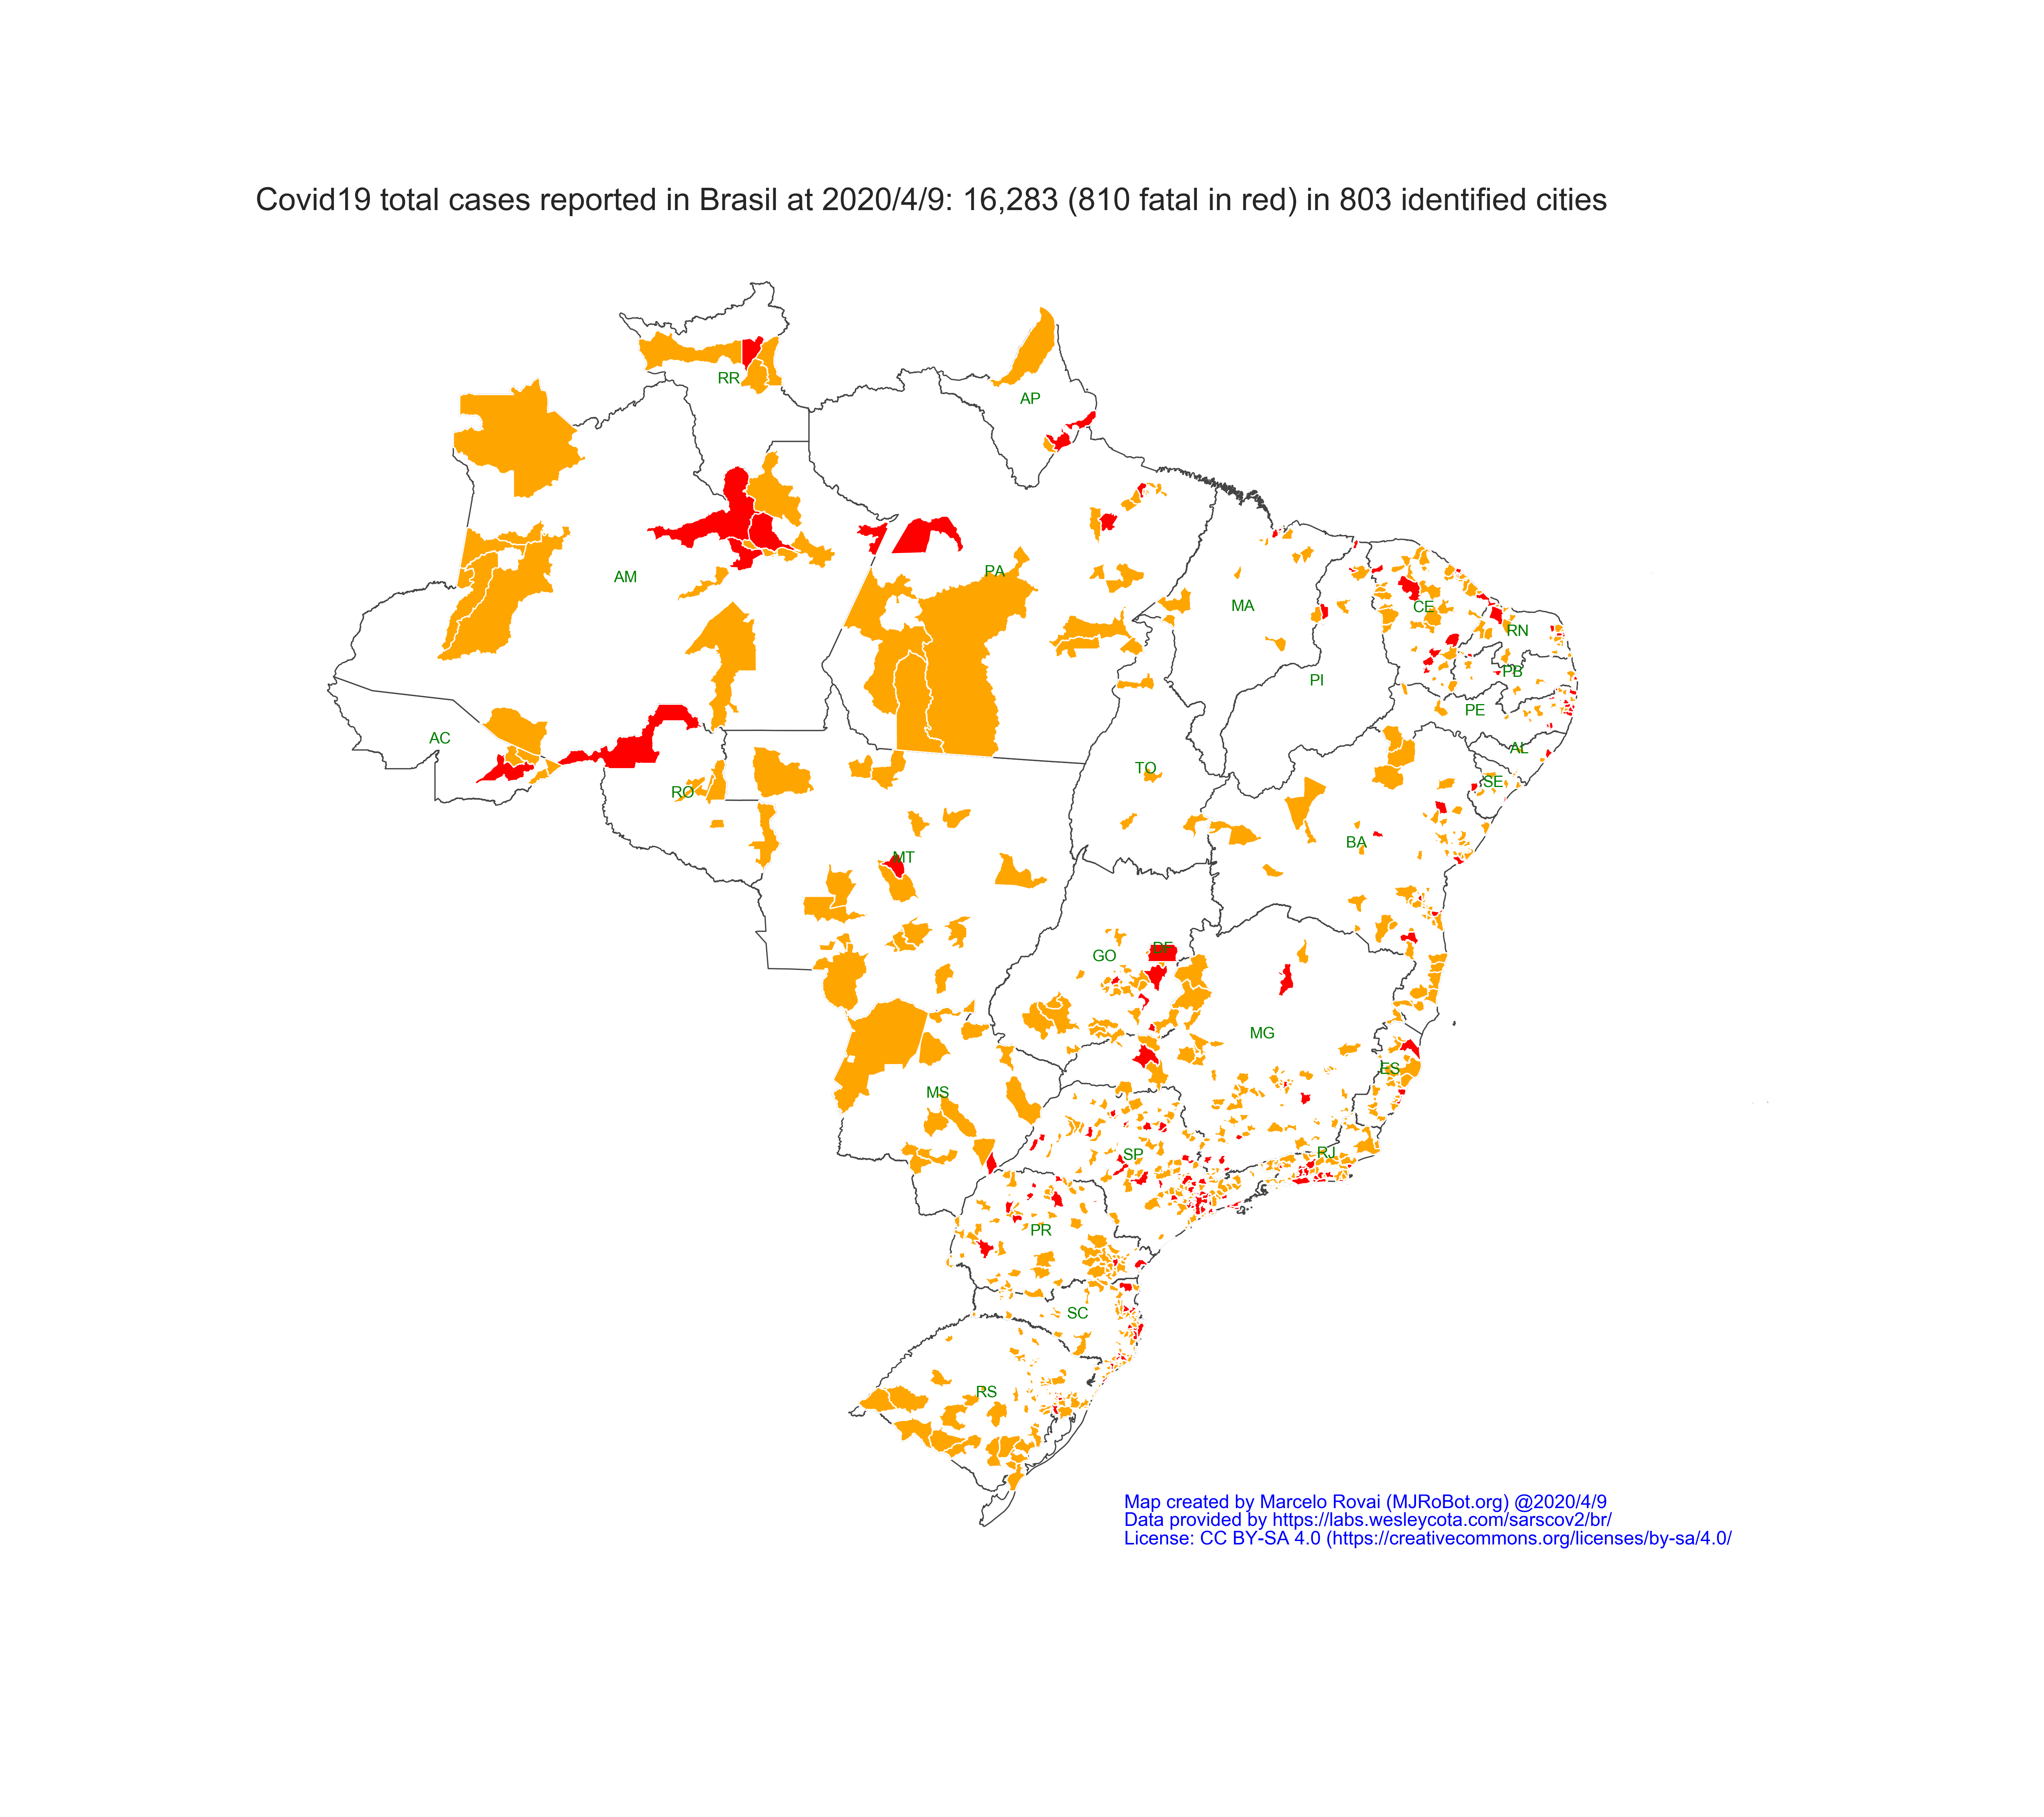 Covid19 total cases reported in Brasil at 2020/4/9: 16,283 (810 fatal in red) in 803 identified cities
RR
AP
AM
PA
MA
CE
RN
PB
PI
PE
AC
AL
TO
SE
RO
BA
MT
DF
GO
MG
ES
MS
RJ
SP
PR
SC
RS
Map created by Marcelo Rovai (MJRoBot.org) @2020/4/9
Data provided by https://labs.wesleycota.com/sarscov2/br/
License: CC BY-SA 4.0 (https://creativecommons.org/licenses/by-sa/4.0/